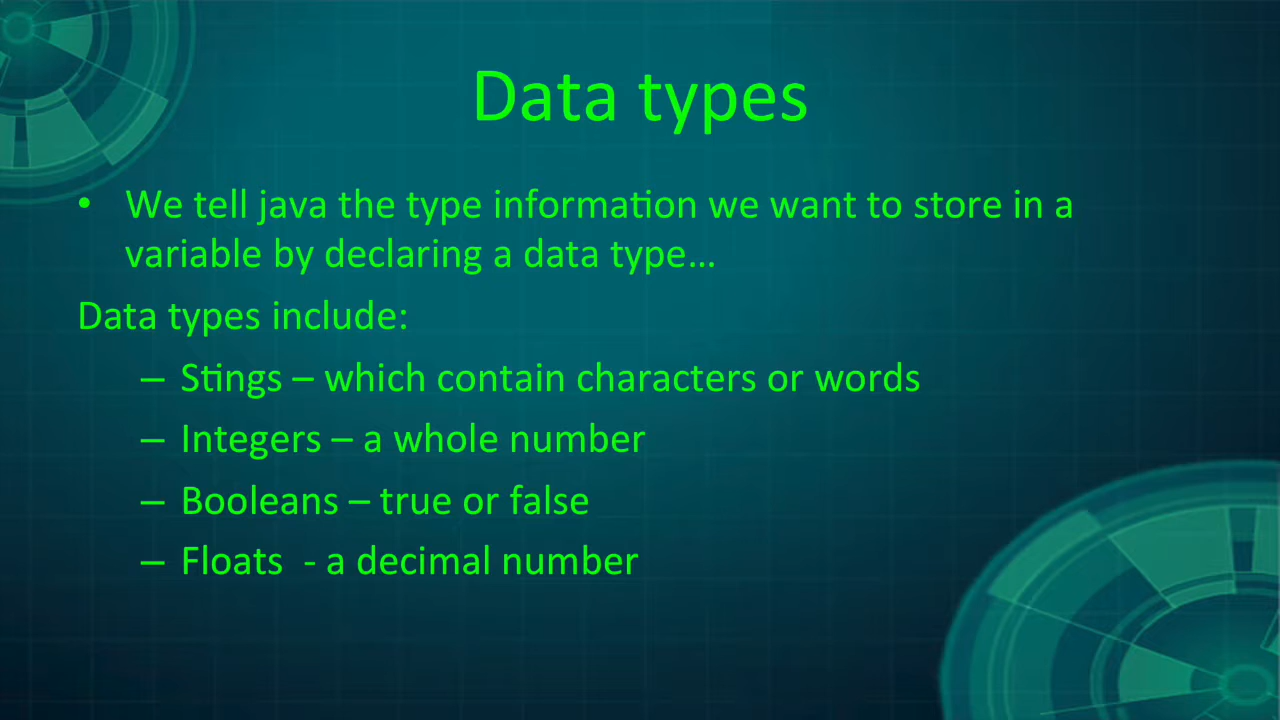 Data types
• We tell java the type information we want to store in a
variable by declaring a data type…
Data types include:
– Stings – which contain characters or words
– Integers – a whole number
– Booleans – true or false
– Floats  - a decimal number